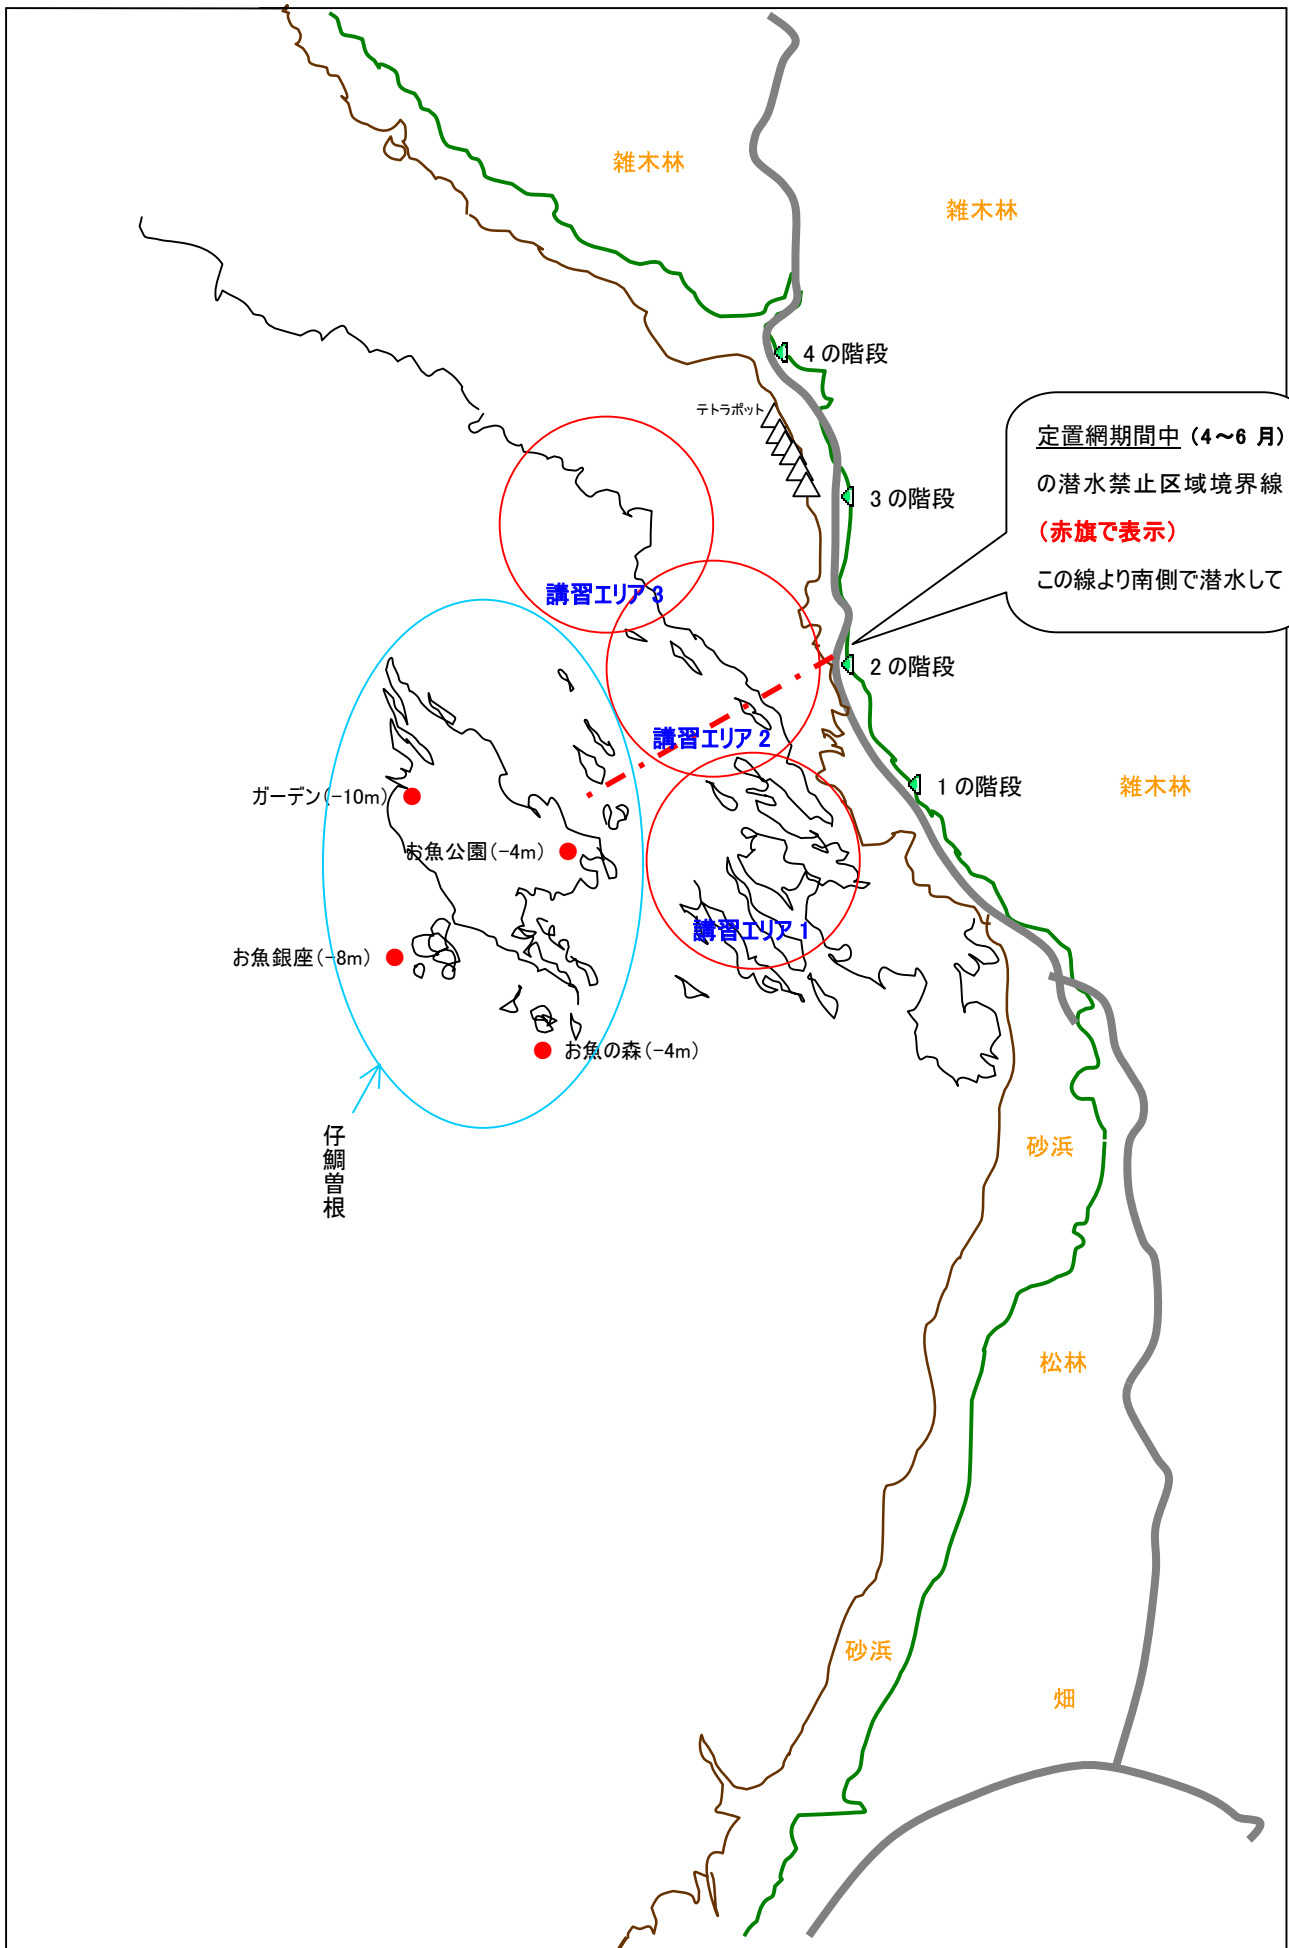 雑木林
雑木林
4の階段
テトラポット
定置網期間中(4～6 月)
の潜水禁止区域境界線
(赤旗で表示)
この線より南側で潜水して
3の階段
講習エリア 3
2の階段
講習エリア 2
1の階段
雑木林
ガーデン(-10m)
お魚公園(-4m)
講習エリア 1
お魚銀座(-8m)
お魚の森(-4m)
仔鯛曽根
砂浜
松林
砂浜
畑